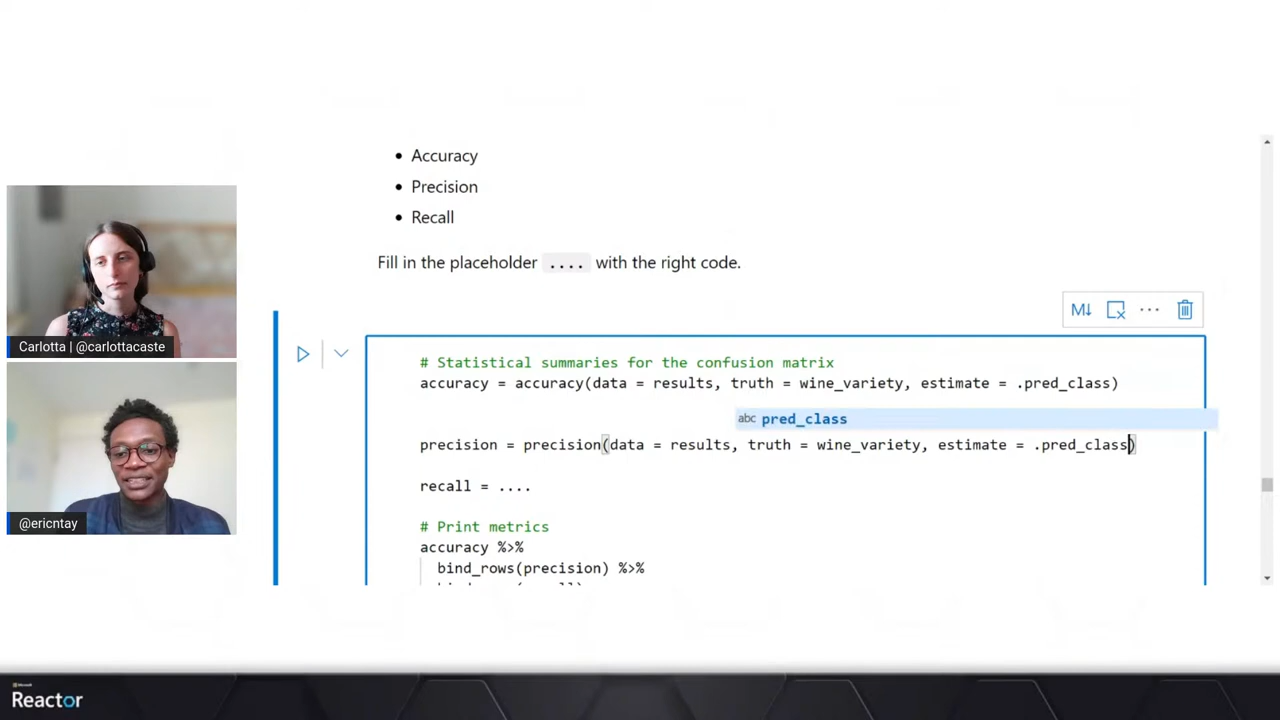 • Accuracy
• Precision
• Recall
Fill in the placeholder .... with the right code.
M↓ ···
# Statistical summaries for the confusion matrix
accuracy = accuracy(data = results, truth = wine_variety, estimate = .pred_class)
abc pred_class
precision = precision(data = results, truth = wine_variety, estimate = .pred_class)
recall = ....
# Print metrics
accuracy %>%
bind_rows(precision) %>%
Carlotta | @carlottacaste
@ericntay
Microsoft
Reactor